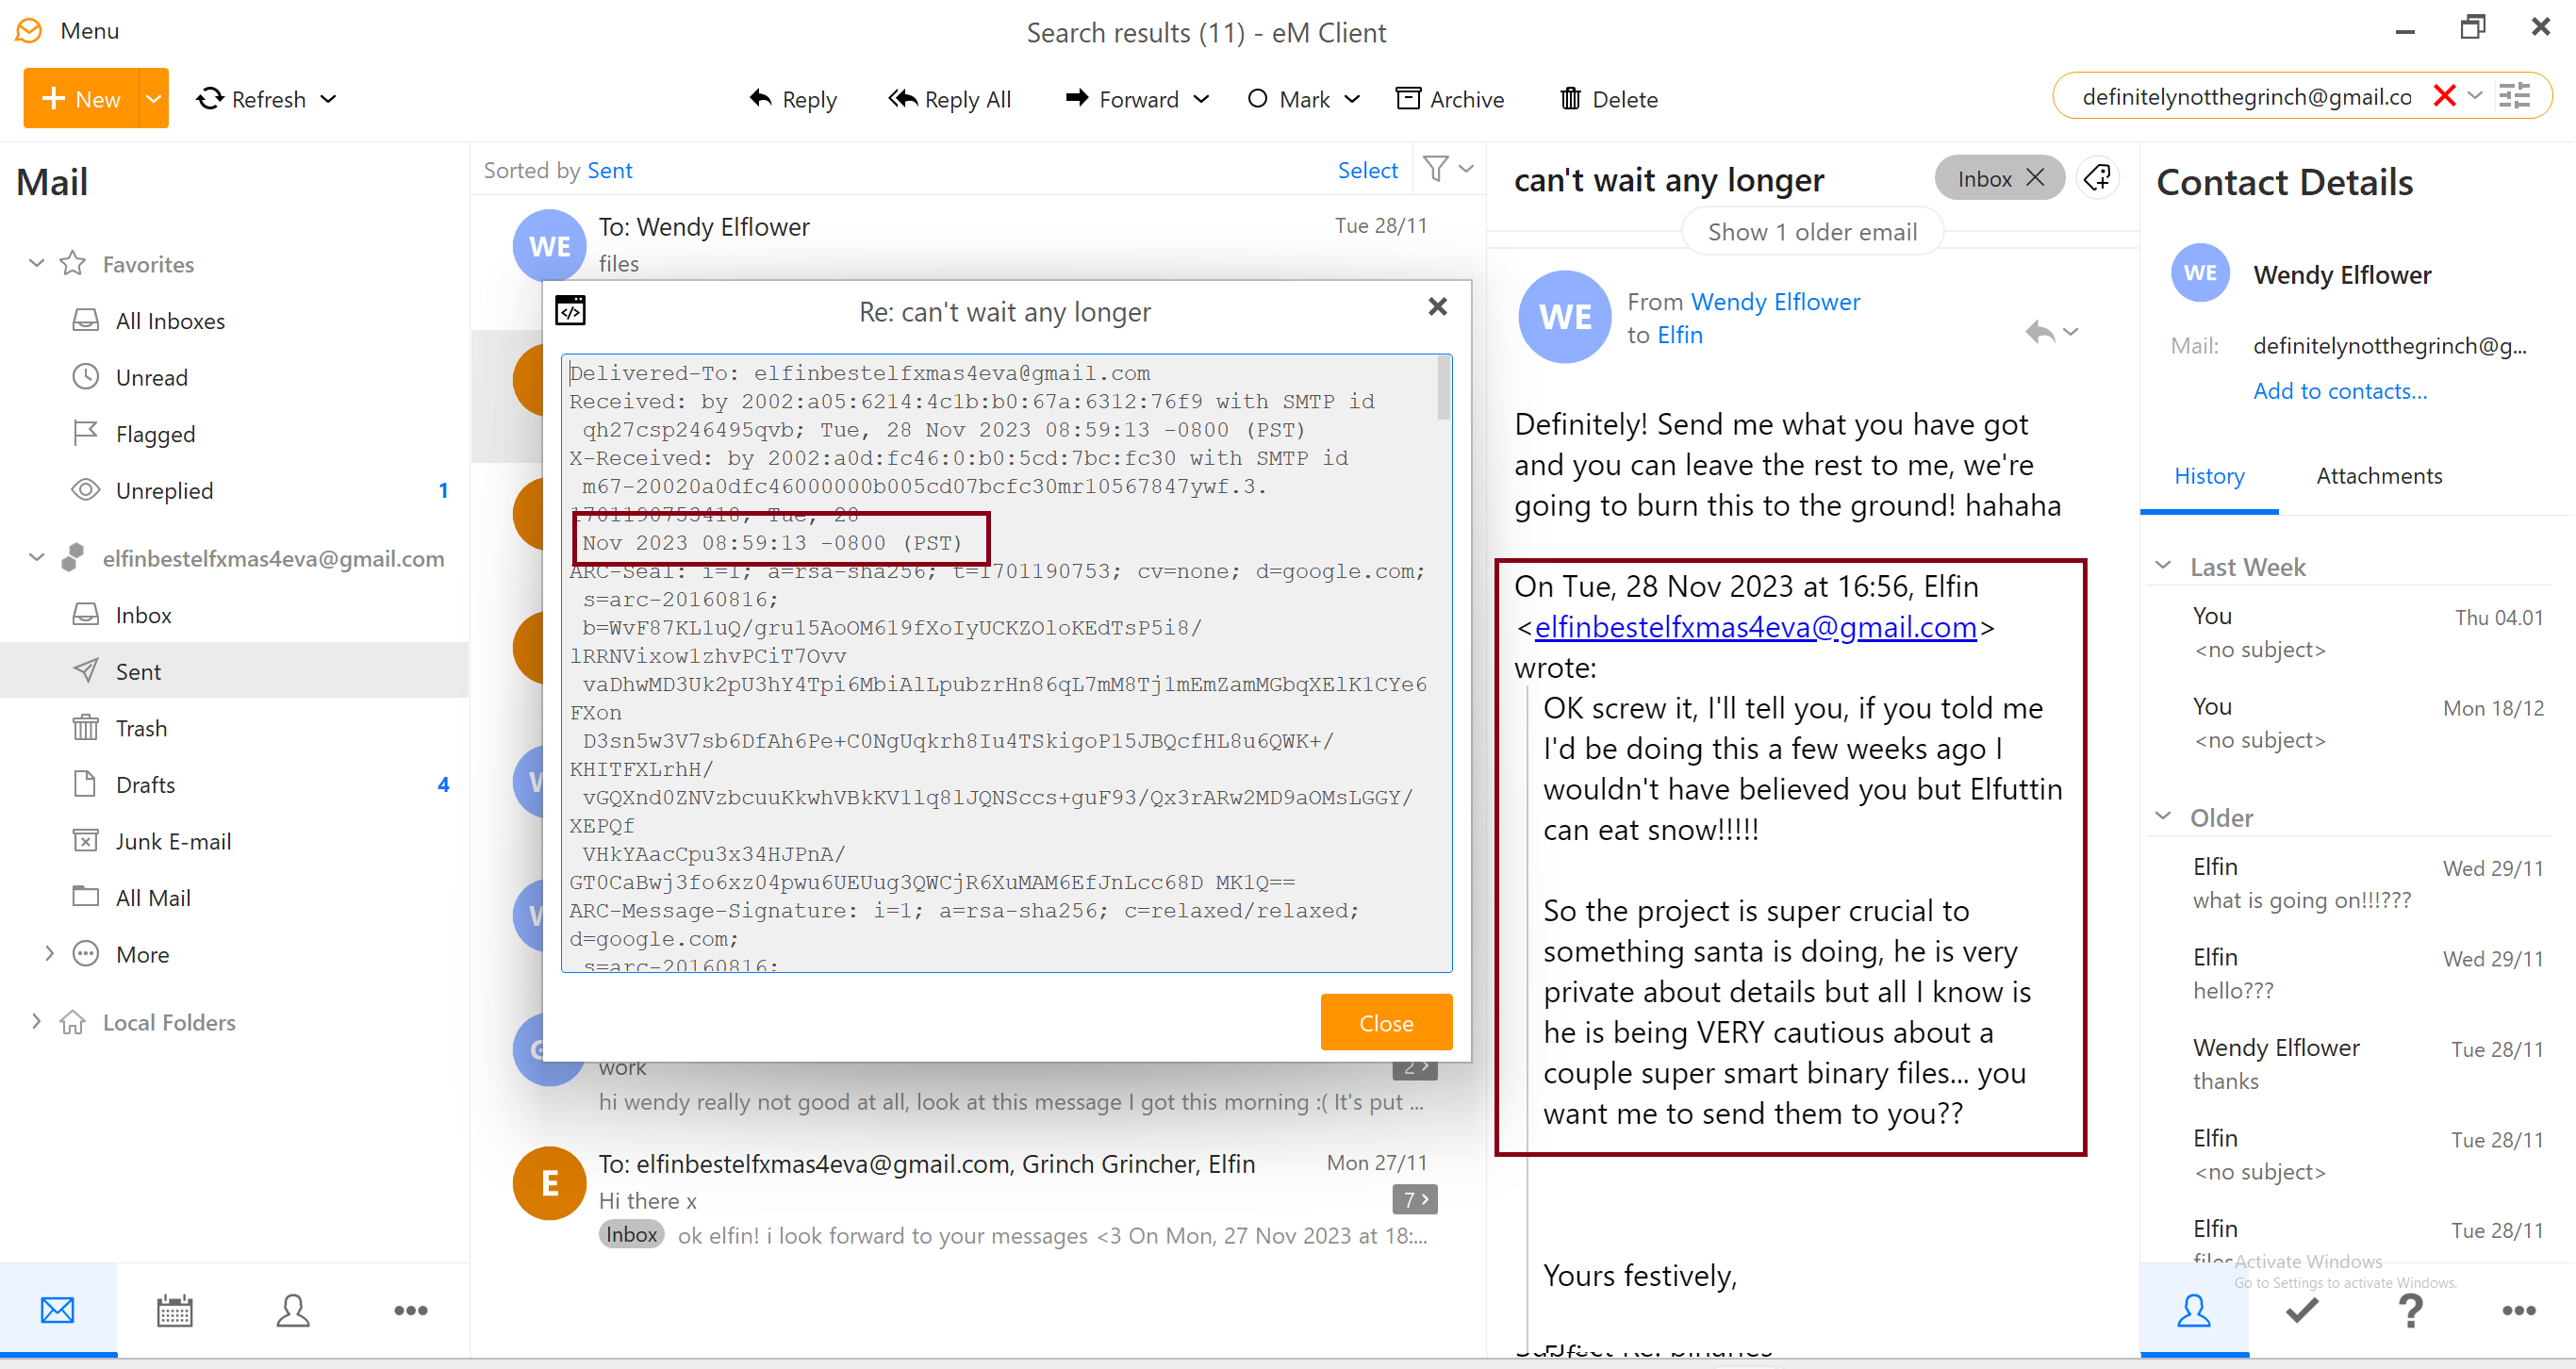 Menu
Search results (11) - eM Client
New
Refresh
Reply
Reply All
Forward
Mark
Archive
Delete
definitelynotthegrinch@gmail.co
Mail
Favorites
All Inboxes
Unread
Flagged
Unreplied 1
elfinbestelfxmas4eva@gmail.com
Inbox
Sent
Trash
Drafts 4
Junk E-mail
All Mail
More
Local Folders
Sorted by Sent
Select
WE
To: Wendy Elflower
Tue 28/11
files
Re: can't wait any longer
Delivered-To: elfinbestelfxmas4eva@gmail.com
Received: by 2002:a05:6214:4c1b:b0:67a:6312:76f9 with SMTP id
qh27csp246495qvb; Tue, 28 Nov 2023 08:59:13 -0800 (PST)
X-Received: by 2002:a0d:fc46:0:b0:5cd:7bc:fc30 with SMTP id
m67-20020a0dfc46000000b005cd07bcfc30mr10567847ywf.3.
1701190753418; Tue, 28
Nov 2023 08:59:13 -0800 (PST)
ARC-Seal: i=1; a=rsa-sha256; t=1701190753; cv=none; d=google.com;
s=arc-20160816;
b=WvF87KL1uQ/gru15AoOM619fXoIyUCKZOloKEdTsP5i8/
lRRNVixow1zhvPCiT7Ovv
vaDhwMD3Uk2pU3hY4Tpi6MbiAlLpubzrHn86qL7mM8Tj1mEmZamMGbqXElK1CYe6
FXon
D3sn5w3V7sb6DfAh6Pe+C0NgUqkrh8Iu4TSkigoP15JBQcfHL8u6QWK+/
KHITFXLrhH/
vGQXnd0ZNVzbcuuKkwhVBkKV1lq8lJQNSccs+guF93/Qx3rARw2MD9aOMsLGGY/
XEPQf
VHkYAacCpu3x34HJPnA/
GT0CaBwj3fo6xz04pwu6UEUug3QWCjR6XuMAM6EfJnLcc68D MK1Q==
ARC-Message-Signature: i=1; a=rsa-sha256; c=relaxed/relaxed;
d=google.com;
s=arc-20160816;
Close
work
2
hi wendy really not good at all, look at this message I got this morning :( It's put ...
E
To: elfinbestelfxmas4eva@gmail.com, Grinch Grincher, Elfin
Mon 27/11
Hi there x
7
Inbox ok elfin! i look forward to your messages <3 On Mon, 27 Nov 2023 at 18:...
can't wait any longer
Inbox
Show 1 older email
WE
From Wendy Elflower
to Elfin
Definitely! Send me what you have got
and you can leave the rest to me, we're
going to burn this to the ground! hahaha
On Tue, 28 Nov 2023 at 16:56, Elfin
<elfinbestelfxmas4eva@gmail.com>
wrote:
OK screw it, I'll tell you, if you told me
I'd be doing this a few weeks ago I
wouldn't have believed you but Elfuttin
can eat snow!!!!!
So the project is super crucial to
something santa is doing, he is very
private about details but all I know is
he is being VERY cautious about a
couple super smart binary files... you
want me to send them to you??
Yours festively,
Contact Details
WE
Wendy Elflower
Mail: definitelynotthegrinch@g...
Add to contacts...
History
Attachments
Last Week
You Thu 04.01
<no subject>
You Mon 18/12
<no subject>
Older
Elfin Wed 29/11
what is going on!!!???
Elfin Wed 29/11
hello???
Wendy Elflower Tue 28/11
thanks
Elfin Tue 28/11
<no subject>
Elfin Tue 28/11
files
Activate Windows
Go to Settings to activate Windows.